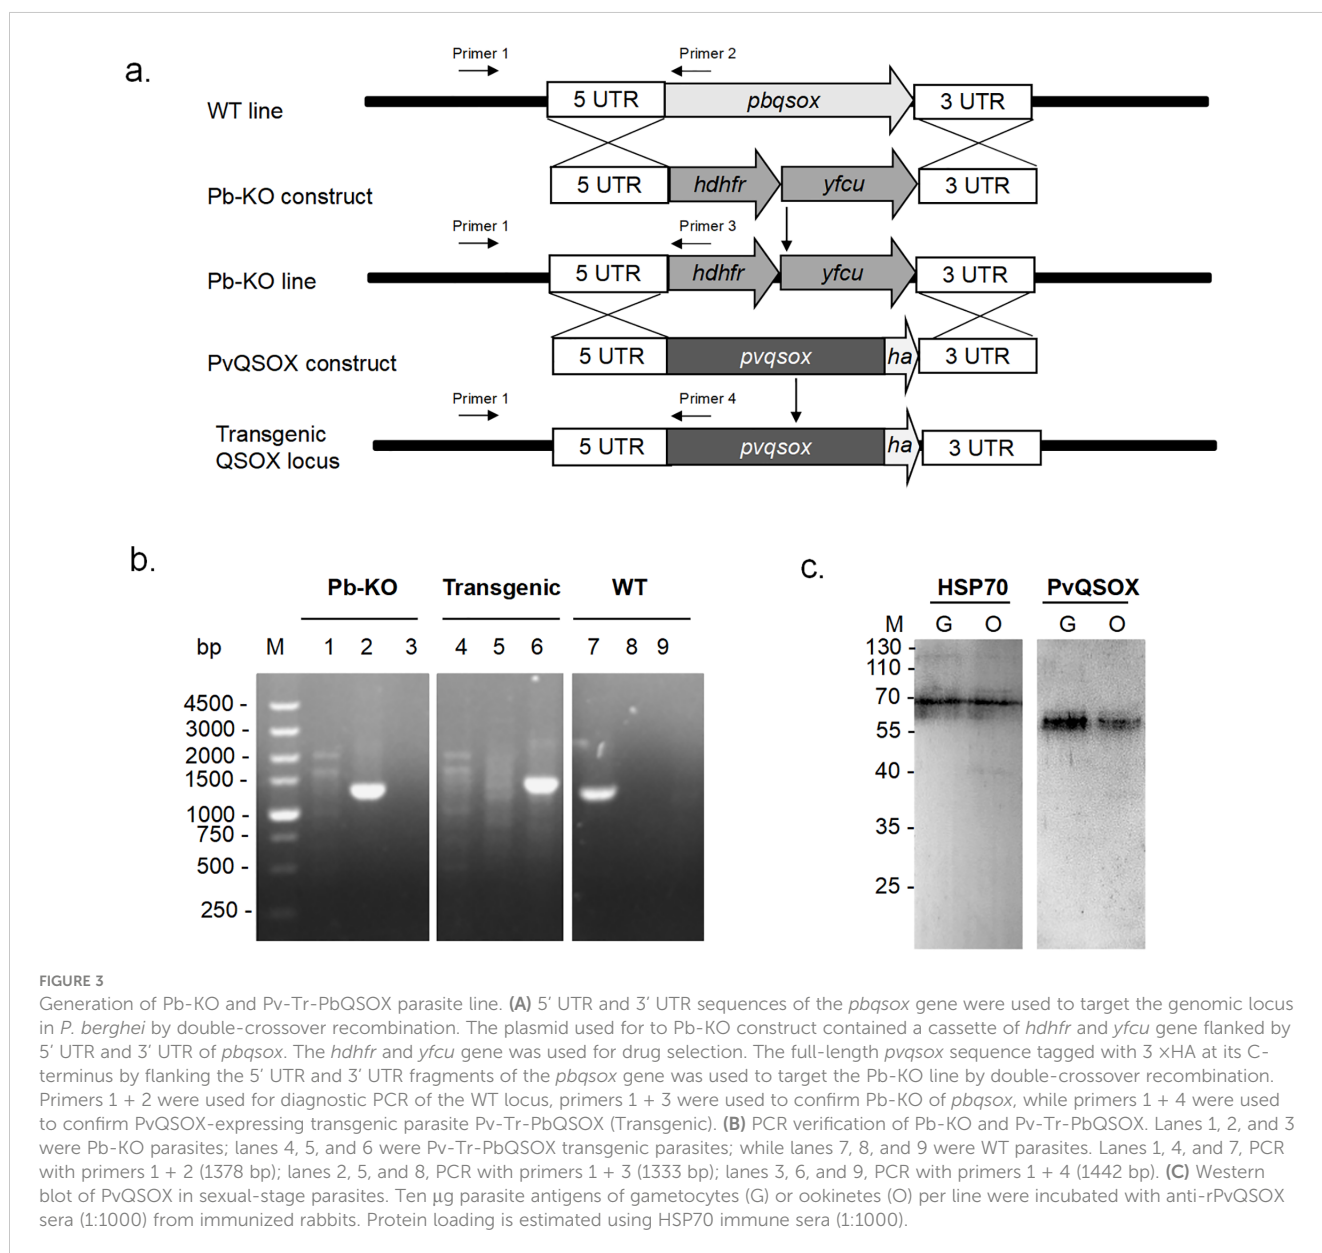 a.
Primer 1 Primer 2
WT line 5 UTR pbqsox 3 UTR
Pb-KO construct 5 UTR hdhfr yfcu 3 UTR
Primer 1 Primer 3
Pb-KO line 5 UTR hdhfr yfcu 3 UTR
PvQSOX construct 5 UTR pvqsox ha 3 UTR
Primer 1 Primer 4
Transgenic
QSOX locus 5 UTR pvqsox ha 3 UTR
b.
Pb-KO Transgenic WT
bp M 1 2 3 4 5 6 7 8 9
4500 -
3000 -
2000 -
1500 -
1000 -
750 -
500 -
250 -
c.
HSP70 PvQSOX
M G O G O
130 -
110 -
70 -
55 -
40 -
35 -
25 -
FIGURE 3
Generation of Pb-KO and Pv-Tr-PbQSOX parasite line. (A) 5’ UTR and 3’ UTR sequences of the pbqsox gene were used to target the genomic locus
in P. berghei by double-crossover recombination. The plasmid used for to Pb-KO construct contained a cassette of hdhfr and yfcu gene flanked by
5’ UTR and 3’ UTR of pbqsox. The hdhfr and yfcu gene was used for drug selection. The full-length pvqsox sequence tagged with 3 ×HA at its C-
terminus by flanking the 5’ UTR and 3’ UTR fragments of the pbqsox gene was used to target the Pb-KO line by double-crossover recombination.
Primers 1 + 2 were used for diagnostic PCR of the WT locus, primers 1 + 3 were used to confirm Pb-KO of pbqsox, while primers 1 + 4 were used
to confirm PvQSOX-expressing transgenic parasite Pv-Tr-PbQSOX (Transgenic). (B) PCR verification of Pb-KO and Pv-Tr-PbQSOX. Lanes 1, 2, and 3
were Pb-KO parasites; lanes 4, 5, and 6 were Pv-Tr-PbQSOX transgenic parasites; while lanes 7, 8, and 9 were WT parasites. Lanes 1, 4, and 7, PCR
with primers 1 + 2 (1378 bp); lanes 2, 5, and 8, PCR with primers 1 + 3 (1333 bp); lanes 3, 6, and 9, PCR with primers 1 + 4 (1442 bp). (C) Western
blot of PvQSOX in sexual-stage parasites. Ten μg parasite antigens of gametocytes (G) or ookinetes (O) per line were incubated with anti-rPvQSOX
sera (1:1000) from immunized rabbits. Protein loading is estimated using HSP70 immune sera (1:1000).